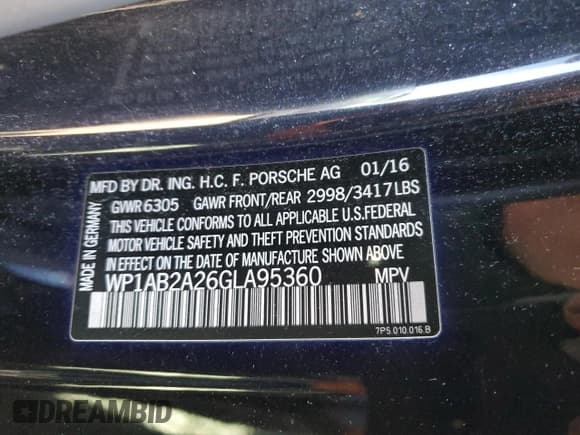 MADE IN GERMANY
MFD BY DR. ING. H.C. F. PORSCHE AG 01/16
GVWR 6305 GAWR FRONT/REAR 2998/3417LBS
THIS VEHICLE CONFORMS TO ALL APPLICABLE U.S.FEDERAL
MOTOR VEHICLE SAFETY AND THEFT PREVENTION STANDARDS
IN EFFECT ON THE DATE OF MANUFACTURE SHOWN ABOVE.
WP1AB2A26GLA95360 MPV
7P5.010.016.B
DREAMBID